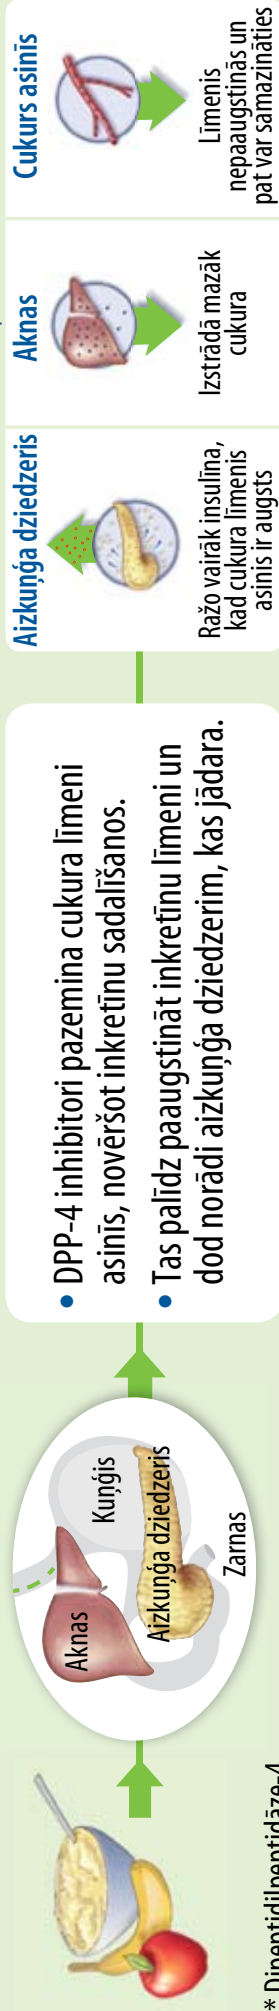 Aknas
Kuņģis
Aizkuņģa dziedzeris
Zarnas
• DPP-4 inhibitori pazemina cukura līmeni
asinīs, novēršot inkretīnu sadalīšanos.
• Tas palīdz paaugstināt inkretīnu līmeni un
dod norādi aizkuņģa dziedzerim, kas jādara.
Aizkuņģa dziedzeris
Ražo vairāk insulīna,
kad cukura līmenis
asinīs ir augsts
Aknas
Izstrādā mazāk
cukura
Cukurs asinīs
Līmenis
nepaaugstinās un
pat var samazināties
* Dipeptidilpeptidāze-4